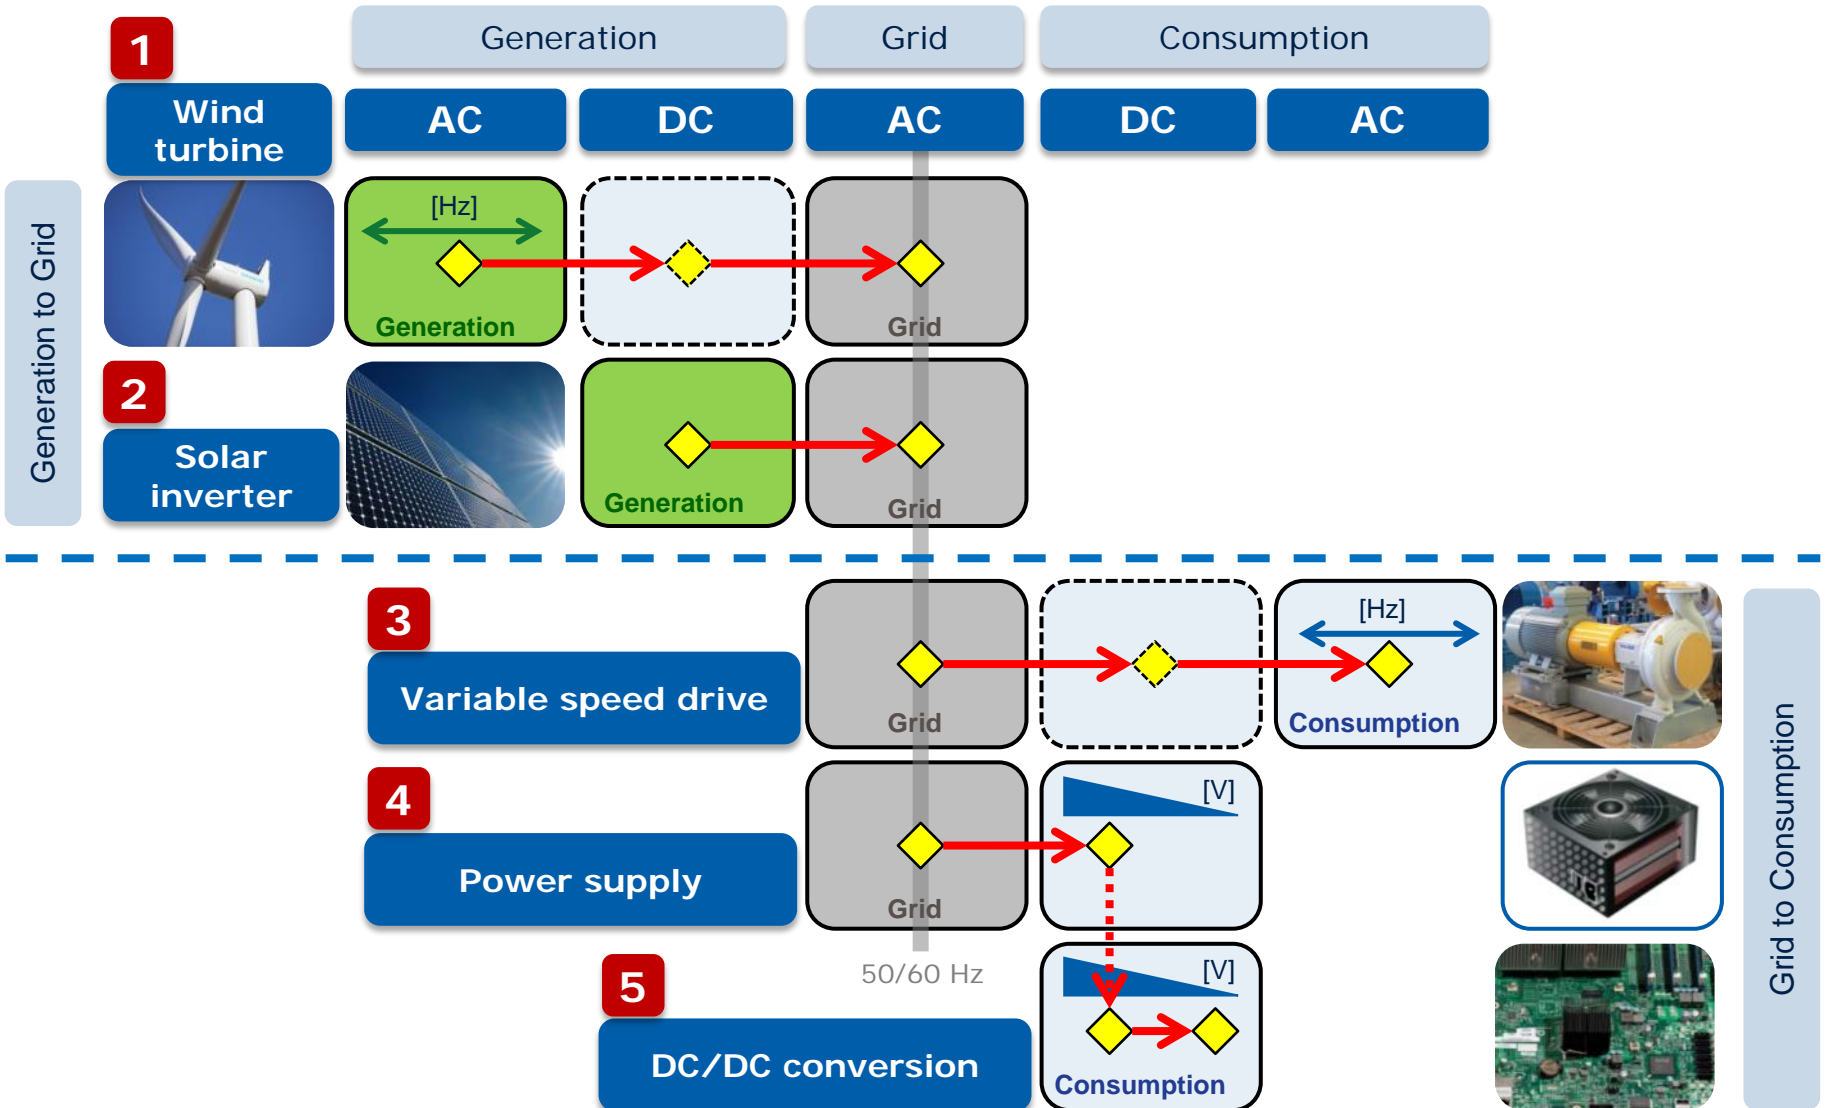 1
Generation
Grid
Consumption
Wind
turbine
AC
DC
AC
DC
AC
Generation to Grid
[Hz]
Generation
Grid
2
Solar
inverter
Generation
Grid
3
Variable speed drive
Grid
[Hz]
Consumption
4
Power supply
Grid
[V]
50/60 Hz
5
DC/DC conversion
[V]
Consumption
Grid to Consumption